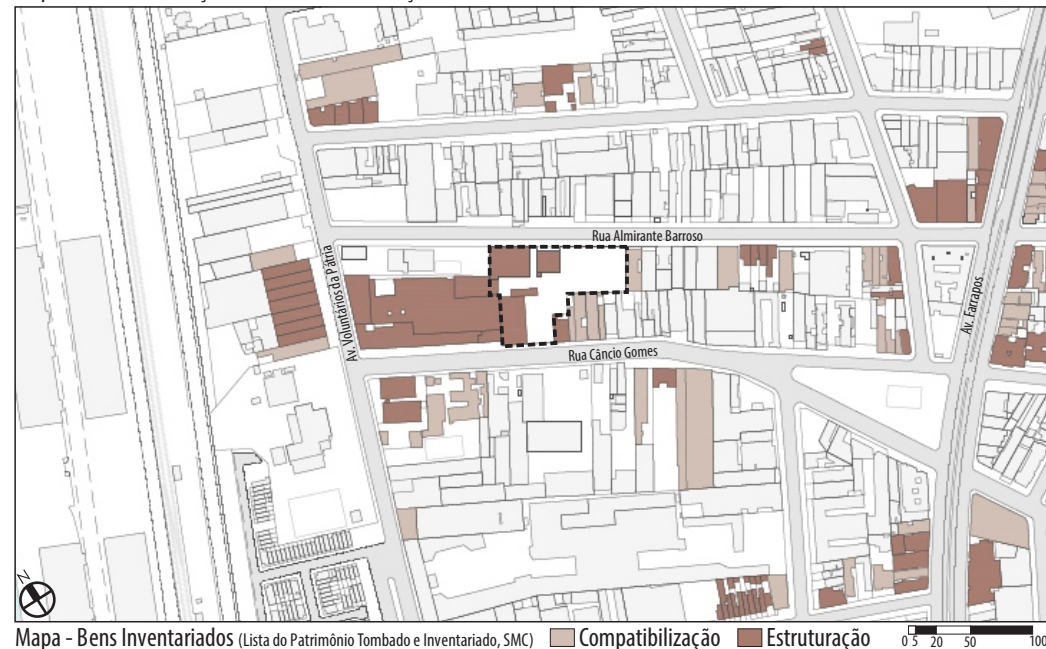 Rua Almirante Barroso
Av. Voluntários da Pátria
Av. Farrapos
Rua Câncio Gomes
N
Mapa - Bens Inventariados (Lista do Patrimônio Tombado e Inventariado, SMC) Compatibilização Estruturação 0 5 20 50 100